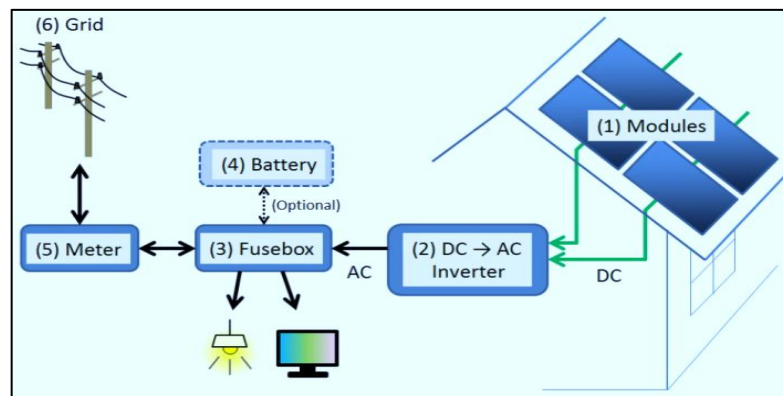 (6) Grid
(1) Modules
(4) Battery
(Optional)
(5) Meter
(3) Fusebox
(2) DC → AC
Inverter
AC
DC